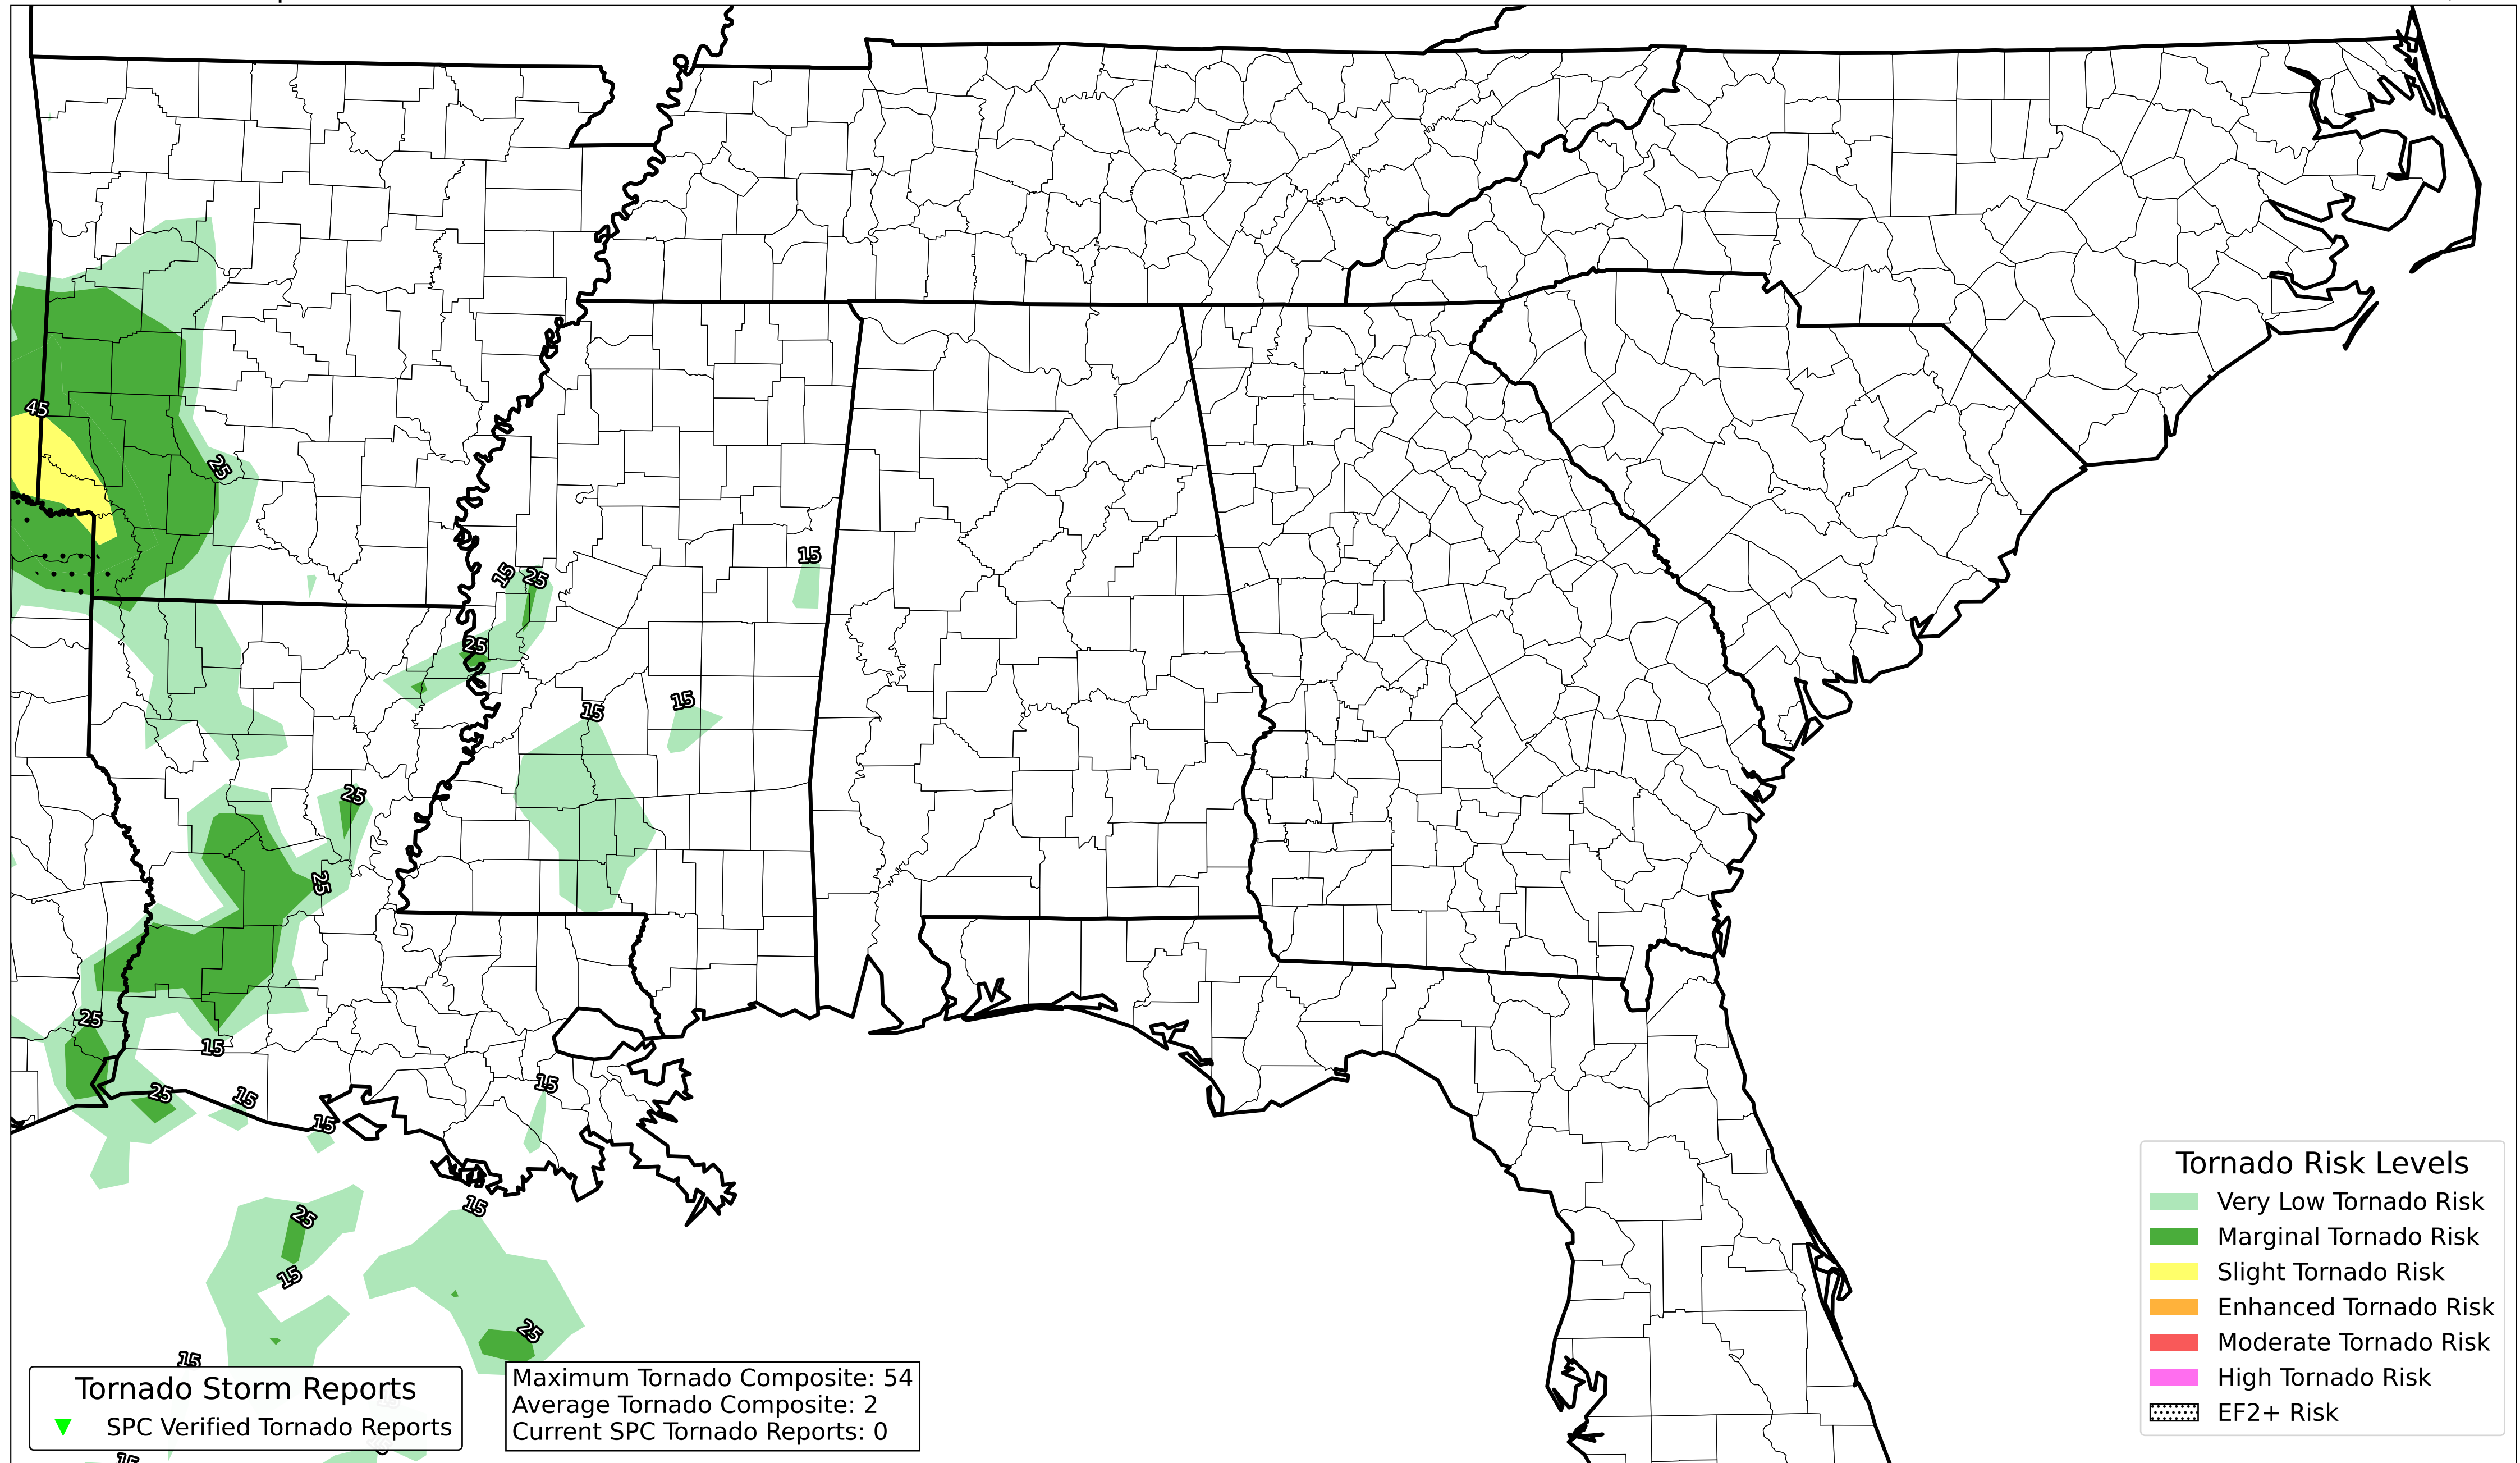 45
25
15
15
25
25
15
15
25
25
25
15
25
15
15
15
15
25
15
25
15
15
Tornado Storm Reports
SPC Verified Tornado Reports
Maximum Tornado Composite: 54
Average Tornado Composite: 2
Current SPC Tornado Reports: 0
Tornado Risk Levels
Very Low Tornado Risk
Marginal Tornado Risk
Slight Tornado Risk
Enhanced Tornado Risk
Moderate Tornado Risk
High Tornado Risk
EF2+ Risk